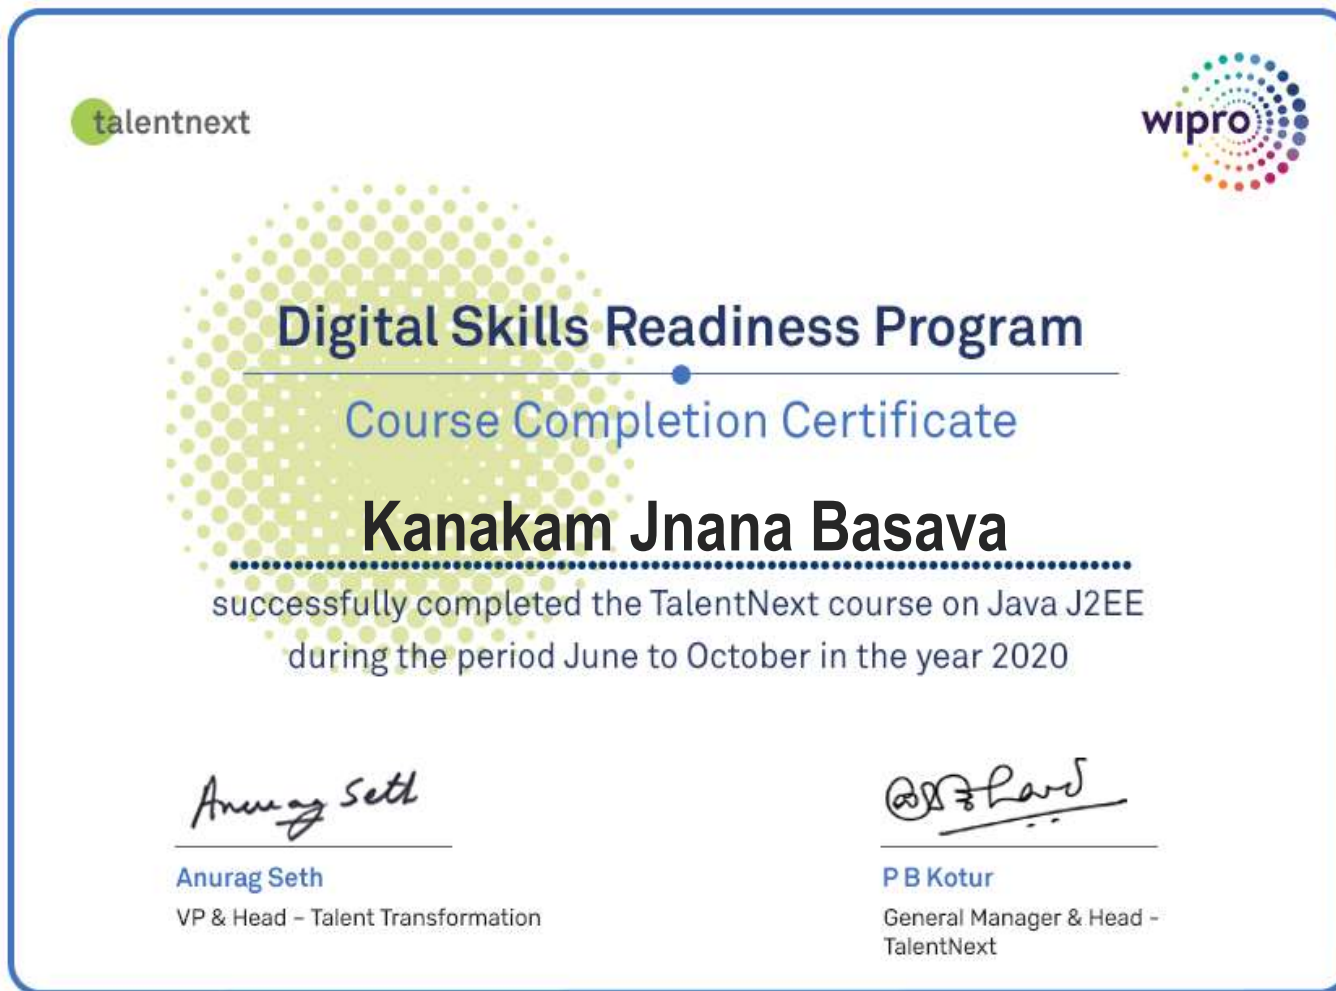 talentnext
wipro
Digital Skills Readiness Program
Course Completion Certificate
Kanakam Jnana Basava
successfully completed the TalentNext course on Java J2EE
during the period June to October in the year 2020
Anurag Seth
Anurag Seth
VP & Head – Talent Transformation
P B Kotur
General Manager & Head -
TalentNext